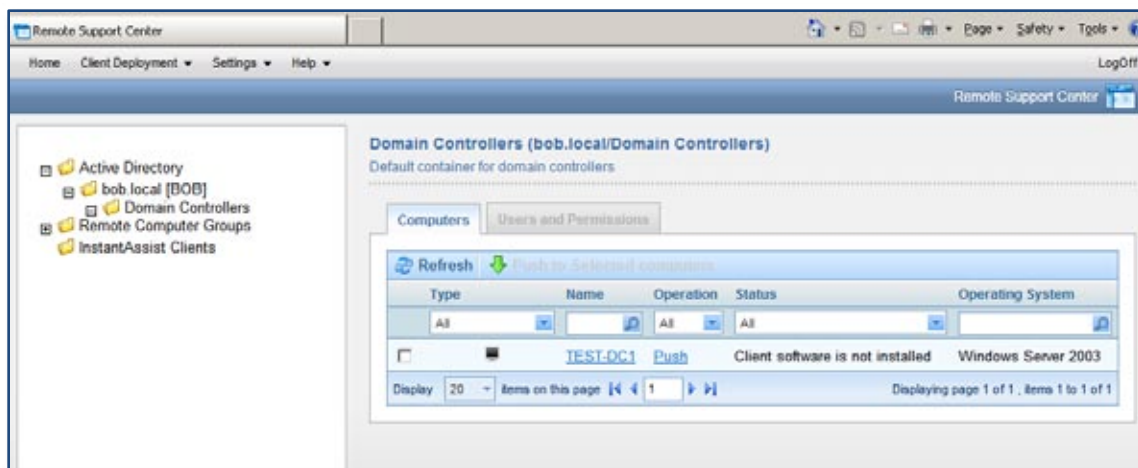 Remote Support Center
Page Safety Tools
Home Client Deployment Settings Help LogOff
Remote Support Center
Domain Controllers (bob.local/Domain Controllers)
Default container for domain controllers
Active Directory
bob.local [BOB]
Domain Controllers
Remote Computer Groups
InstantAssist Clients
Computers Users and Permissions
Refresh Push to Selected computers
Type Name Operation Status Operating System
All All All
TEST-DC1 Push Client software is not installed Windows Server 2003
Display 20 items on this page 1 Displaying page 1 of 1, items 1 to 1 of 1